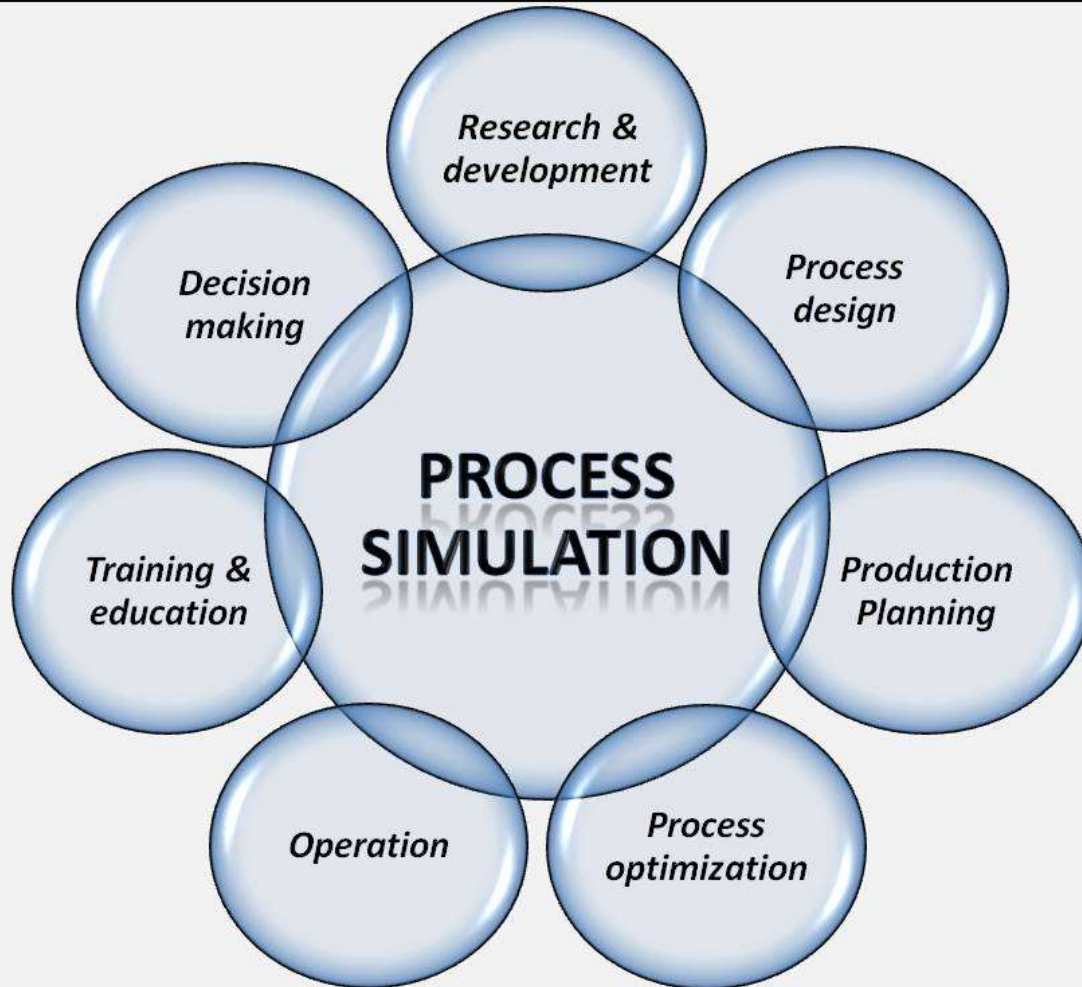 Research &
development
Process
design
Decision
making
PROCESS
SIMULATION
Training &
education
Production
Planning
Operation
Process
optimization